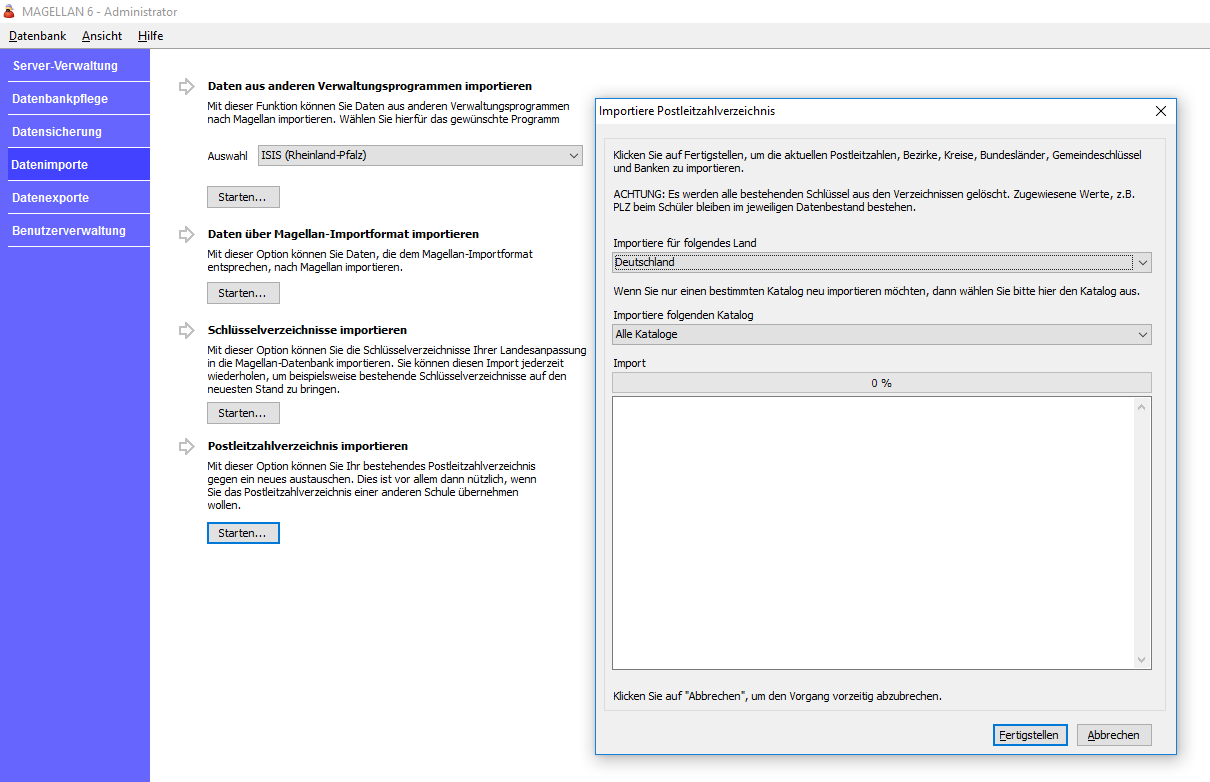 MAGELLAN 6 - Administrator
Datenbank Ansicht Hilfe
Server-Verwaltung
Datenbankpflege
Datensicherung
Datenimporte
Datenexporte
Benutzerverwaltung
Daten aus anderen Verwaltungsprogrammen importieren
Mit dieser Funktion können Sie Daten aus anderen Verwaltungsprogrammen
nach Magellan importieren. Wählen Sie hierfür das gewünschte Programm
Auswahl ISIS (Rheinland-Pfalz)
Starten...
Daten über Magellan-Importformat importieren
Mit dieser Option können Sie Daten, die dem Magellan-Importformat
entsprechen, nach Magellan importieren.
Starten...
Schlüsselverzeichnisse importieren
Mit dieser Option können Sie die Schlüsselverzeichnisse Ihrer Landesanpassung
in die Magellan-Datenbank importieren. Sie können diesen Import jederzeit
wiederholen, um beispielsweise bestehende Schlüsselverzeichnisse auf den
neuesten Stand zu bringen.
Starten...
Postleitzahlverzeichnis importieren
Mit dieser Option können Sie Ihr bestehendes Postleitzahlverzeichnis
gegen ein neues austauschen. Dies ist vor allem dann nützlich, wenn
Sie das Postleitzahlverzeichnis einer anderen Schule übernehmen
wollen.
Starten...
Importiere Postleitzahlverzeichnis
Klicken Sie auf Fertigstellen, um die aktuellen Postleitzahlen, Bezirke, Kreise, Bundesländer, Gemeindeschlüssel
und Banken zu importieren.
ACHTUNG: Es werden alle bestehenden Schlüssel aus den Verzeichnissen gelöscht. Zugewiesene Werte, z.B.
PLZ beim Schüler bleiben im jeweiligen Datenbestand bestehen.
Importiere für folgendes Land
Deutschland
Wenn Sie nur einen bestimmten Katalog neu importieren möchten, dann wählen Sie bitte hier den Katalog aus.
Importiere folgenden Katalog
Alle Kataloge
Import
0 %
Klicken Sie auf "Abbrechen", um den Vorgang vorzeitig abzubrechen.
Fertigstellen Abbrechen